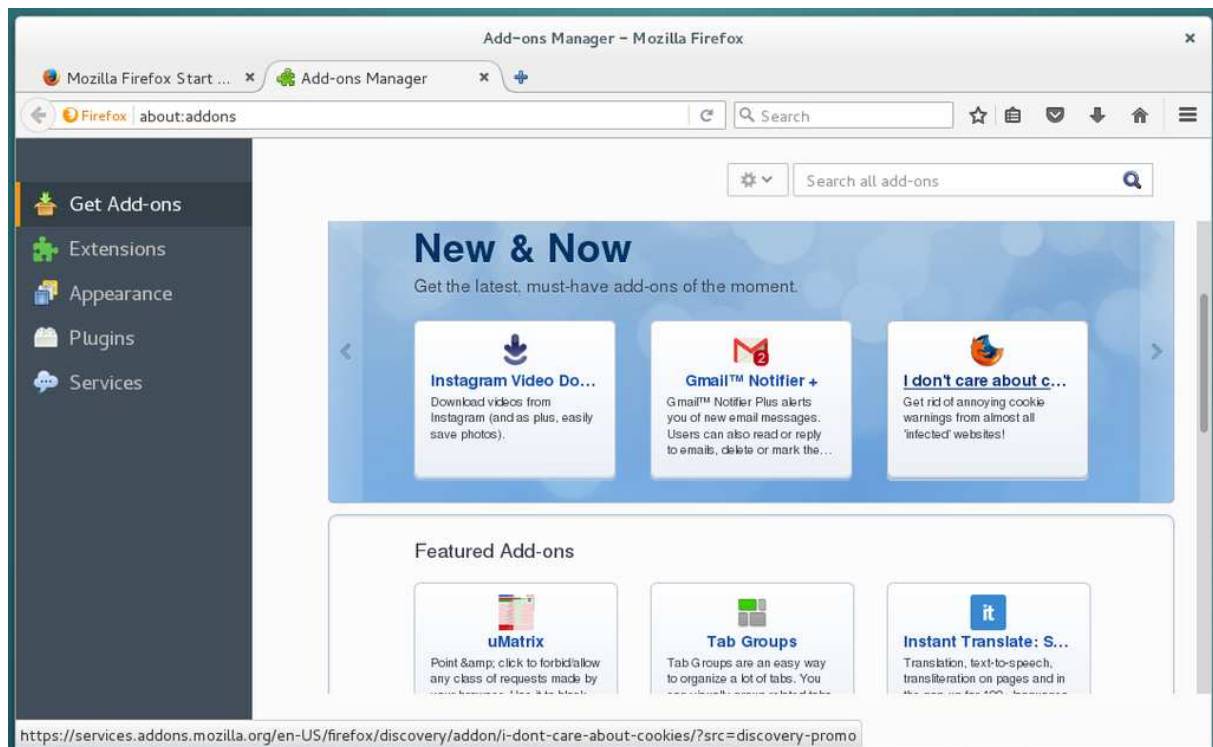 Add-ons Manager – Mozilla Firefox
Mozilla Firefox Start ...
Add-ons Manager
Firefox about:addons
Search
Search all add-ons
Get Add-ons
Extensions
Appearance
Plugins
Services
New & Now
Get the latest, must-have add-ons of the moment.
Instagram Video Do...
Download videos from
Instagram (and as plus, easily
save photos).
2
Gmail™ Notifier +
Gmail™ Notifier Plus alerts
you of new email messages.
Users can also read or reply
to emails, delete or mark the...
I don't care about c...
Get rid of annoying cookie
warnings from almost all
'infected' websites!
Featured Add-ons
uMatrix
Point &amp; click to forbid/allow
any class of requests made by
Tab Groups
Tab Groups are an easy way
to organize a lot of tabs. You
it
Instant Translate: S...
Translation, text-to-speech,
transliteration on pages and in
https://services.addons.mozilla.org/en-US/firefox/discovery/addon/i-dont-care-about-cookies/?src=discovery-promo